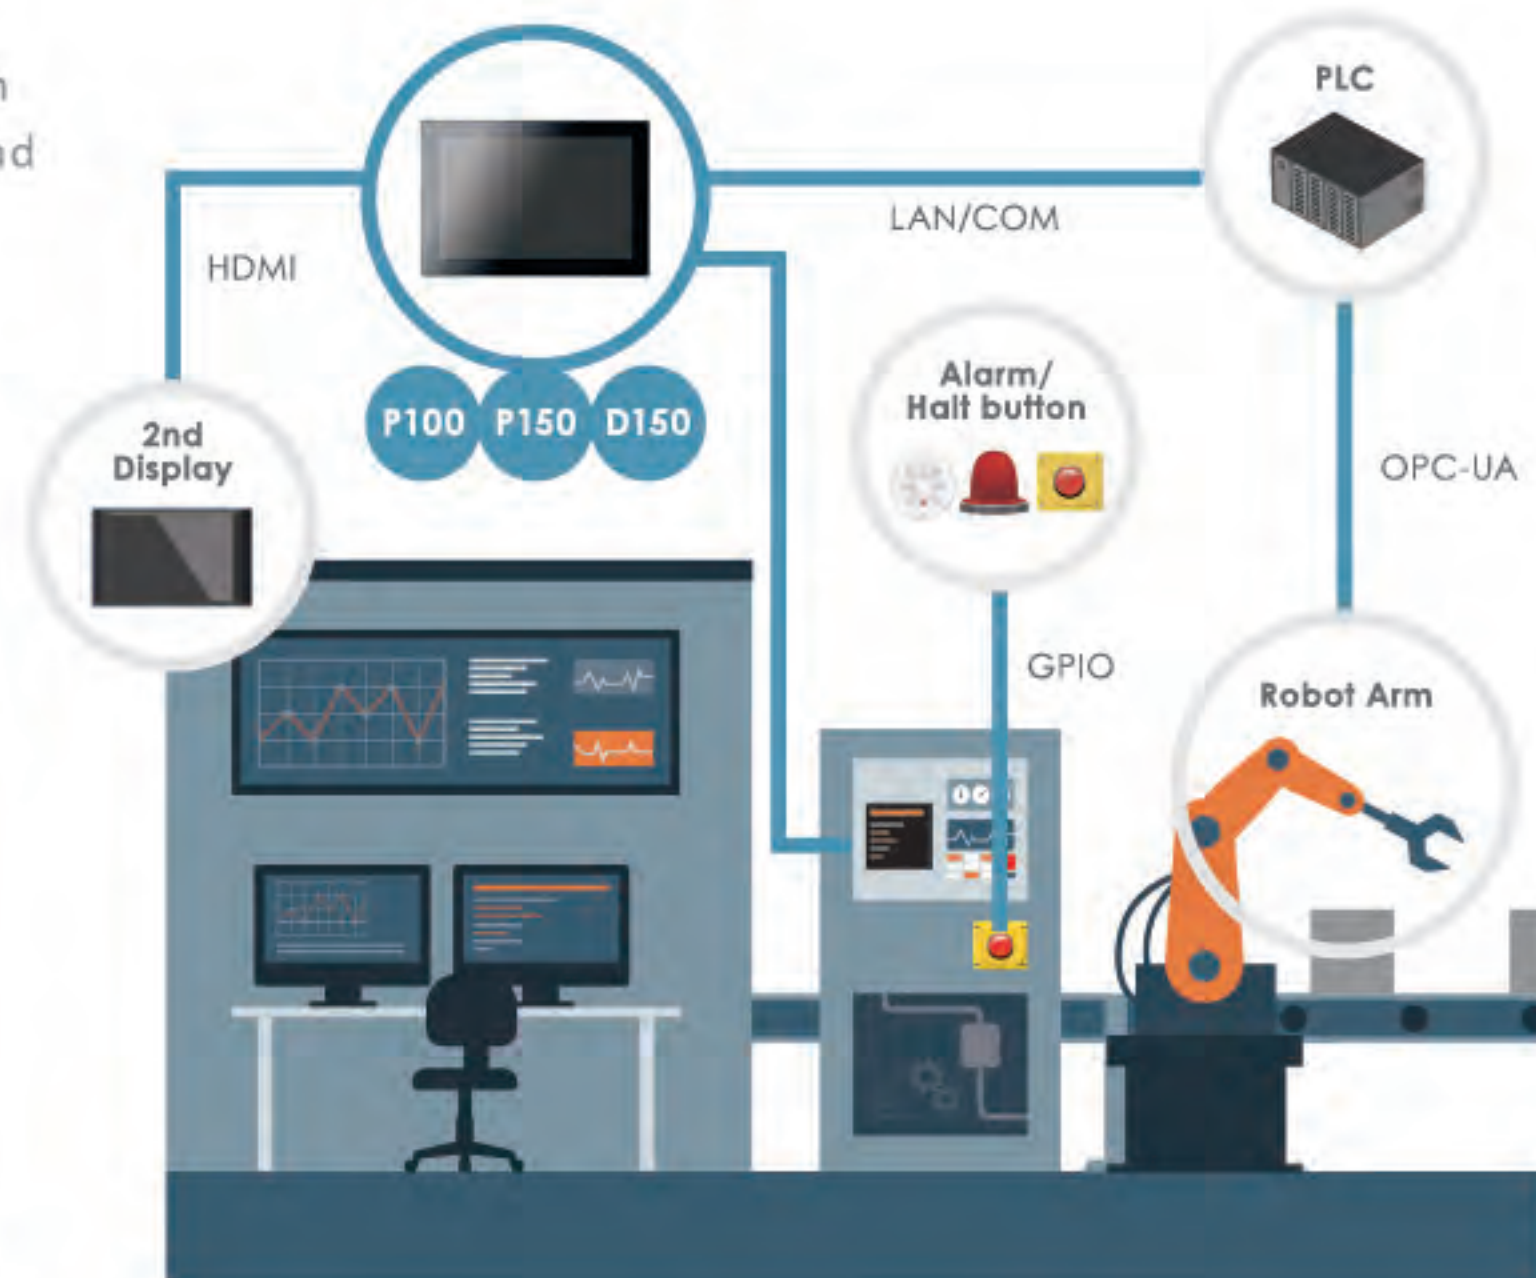 PLC
LAN/COM
HDMI
Alarm/
Halt button
P100
P150
D150
2nd
Display
OPC-UA
GPIO
Robot Arm